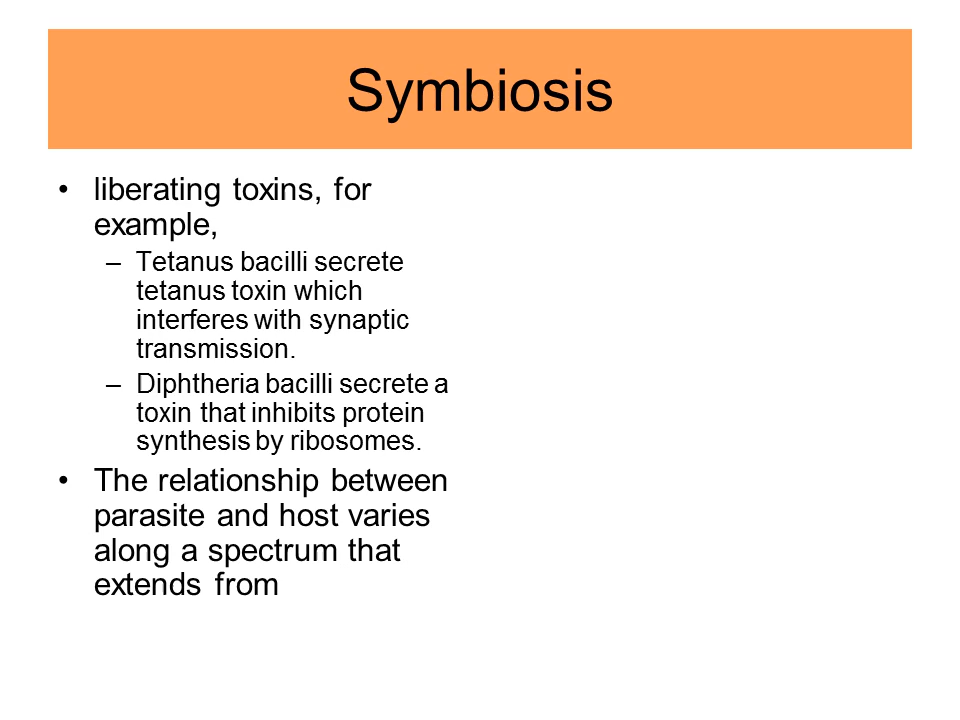 Symbiosis
• liberating toxins, for
example,
– Tetanus bacilli secrete
tetanus toxin which
interferes with synaptic
transmission.
– Diphtheria bacilli secrete a
toxin that inhibits protein
synthesis by ribosomes.
• The relationship between
parasite and host varies
along a spectrum that
extends from